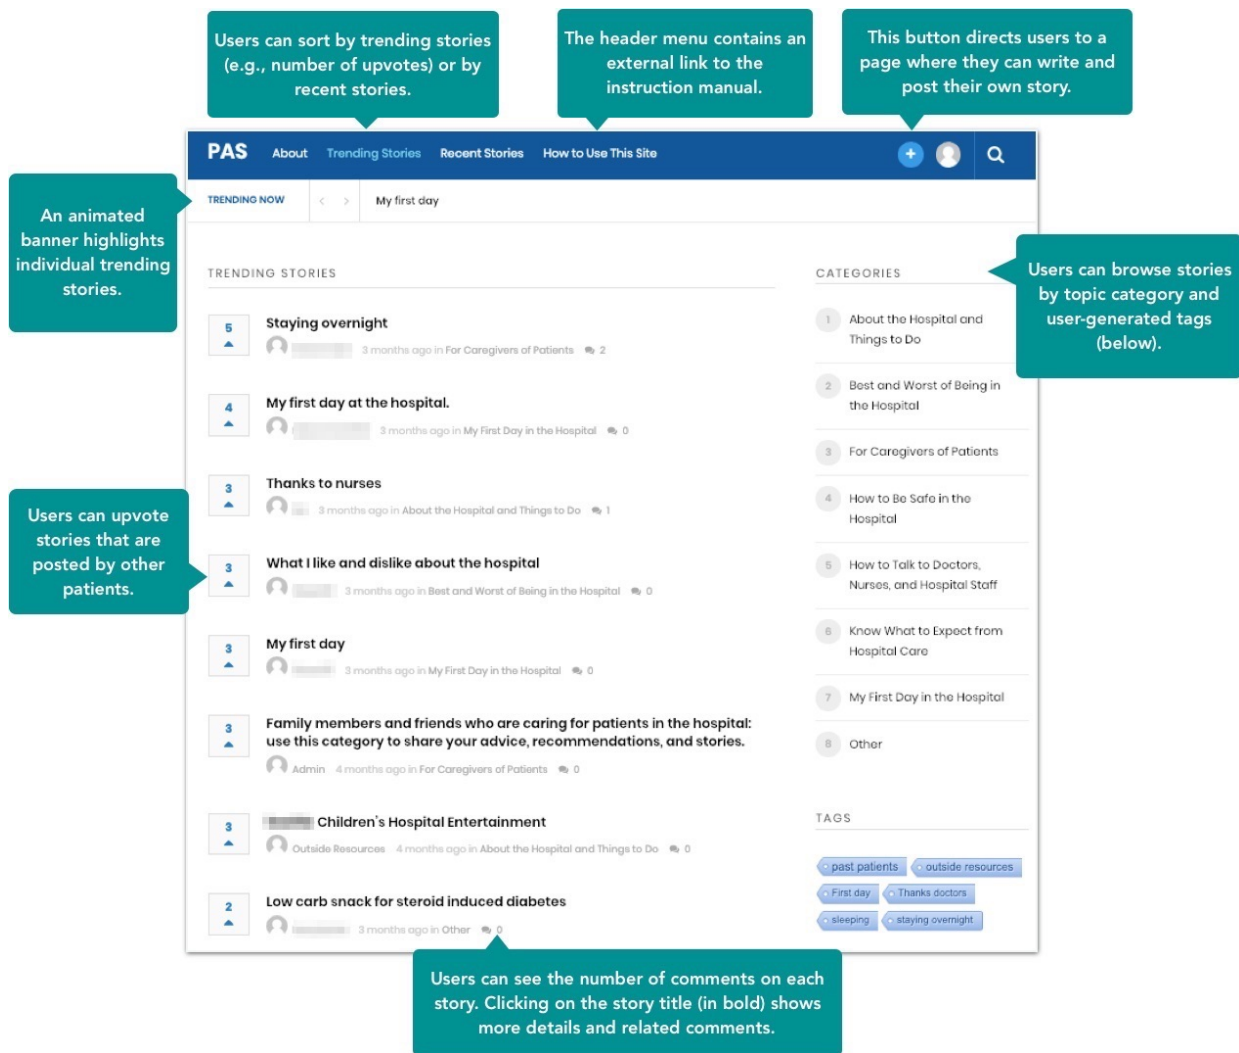 Users can sort by trending stories
(e.g., number of upvotes) or by
recent stories.
The header menu contains an
external link to the
instruction manual.
This button directs users to a
page where they can write and
post their own story.
PAS About Trending Stories Recent Stories How to Use This Site
TRENDING NOW < > My first day
An animated
banner highlights
individual trending
stories.
TRENDING STORIES
5
Staying overnight
3 months ago in For Caregivers of Patients 2
4
My first day at the hospital.
3 months ago in My First Day in the Hospital 0
3
Thanks to nurses
3 months ago in About the Hospital and Things to Do 1
Users can upvote
stories that are
posted by other
patients.
3
What I like and dislike about the hospital
3 months ago in Best and Worst of Being in the Hospital 0
3
My first day
3 months ago in My First Day in the Hospital 0
3
Family members and friends who are caring for patients in the hospital:
use this category to share your advice, recommendations, and stories.
Admin 4 months ago in For Caregivers of Patients 0
3
Children's Hospital Entertainment
Outside Resources 4 months ago in About the Hospital and Things to Do 0
2
Low carb snack for steroid induced diabetes
3 months ago in Other 0
CATEGORIES
Users can browse stories
by topic category and
user-generated tags
(below).
1 About the Hospital and
Things to Do
2 Best and Worst of Being in
the Hospital
3 For Caregivers of Patients
4 How to Be Safe in the
Hospital
5 How to Talk to Doctors,
Nurses, and Hospital Staff
6 Know What to Expect from
Hospital Care
7 My First Day in the Hospital
8 Other
TAGS
past patients outside resources
First day Thanks doctors
sleeping staying overnight
Users can see the number of comments on each
story. Clicking on the story title (in bold) shows
more details and related comments.